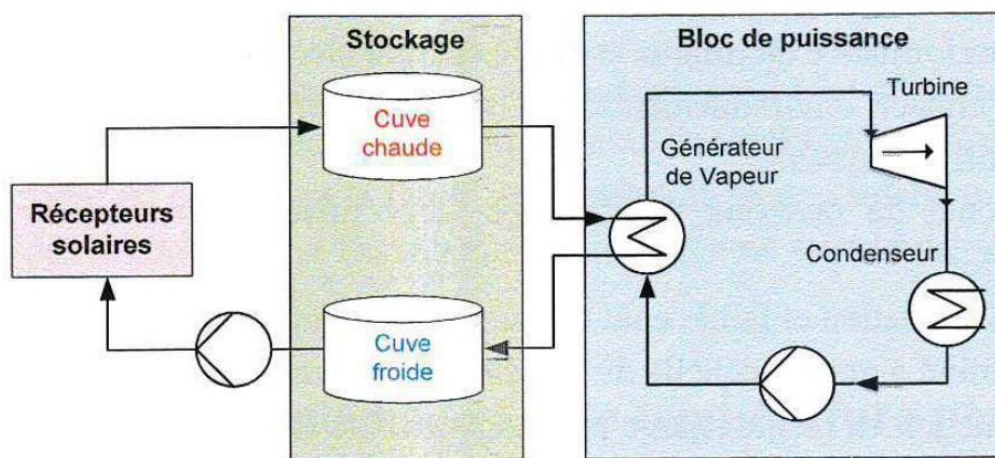 Stockage
Bloc de puissance
Cuve
chaude
Turbine
Générateur
de Vapeur
Récepteurs
solaires
Condenseur
Cuve
froide